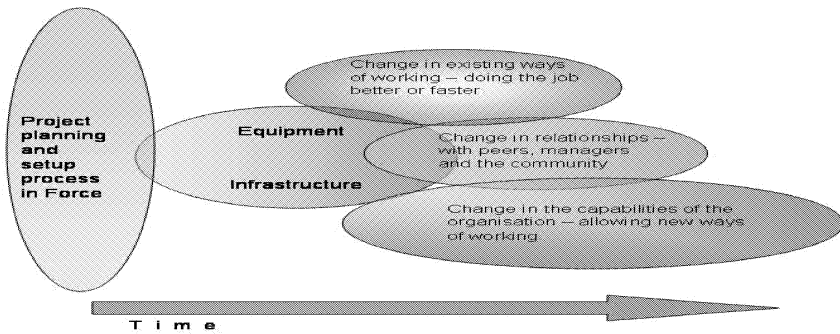 Project
planning
and
setup
process
in Force
Equipment
Infrastructure
Change in existing ways
of working – doing the job
better or faster
Change in relationships –
with peers, managers
and the community
Change in the capabilities of the
organisation – allowing new ways
of working
Time